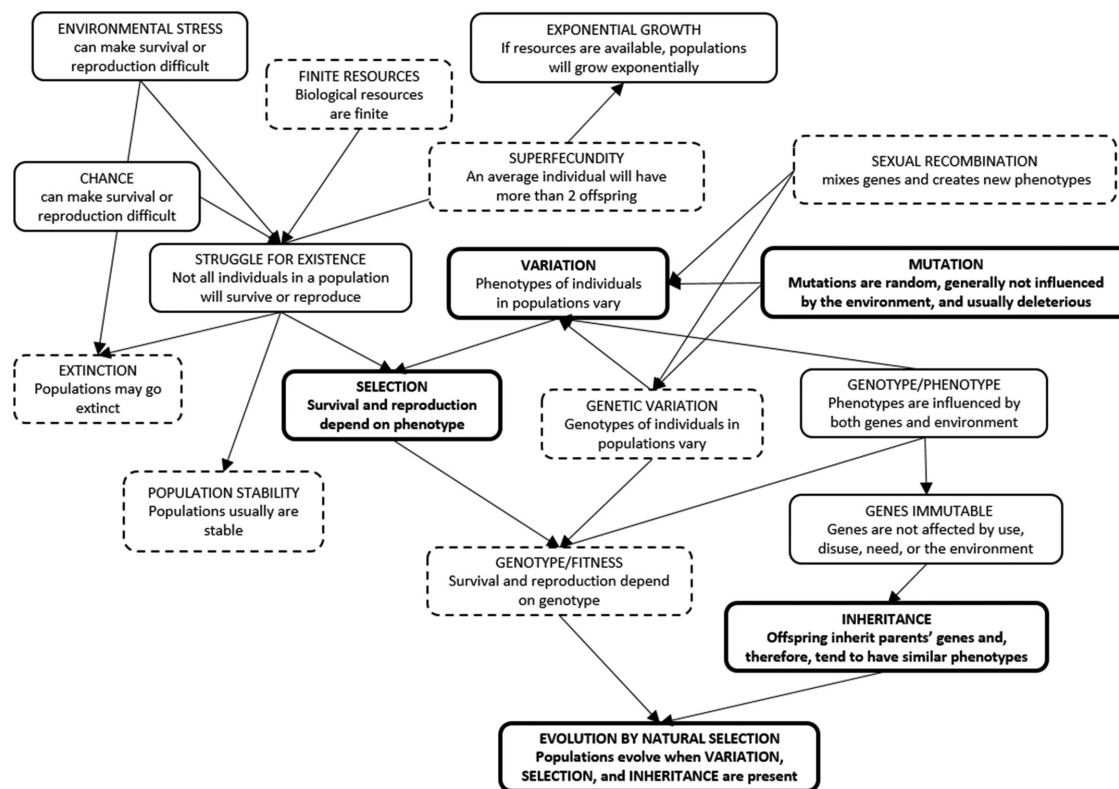 ENVIRONMENTAL STRESS
can make survival or
reproduction difficult
EXPONENTIAL GROWTH
If resources are available, populations
will grow exponentially
FINITE RESOURCES
Biological resources
are finite
SUPERFECUNDITY
An average individual will have
more than 2 offspring
SEXUAL RECOMBINATION
mixes genes and creates new phenotypes
CHANCE
can make survival or
reproduction difficult
STRUGGLE FOR EXISTENCE
Not all individuals in a population
will survive or reproduce
VARIATION
Phenotypes of individuals
in populations vary
MUTATION
Mutations are random, generally not influenced
by the environment, and usually deleterious
EXTINCTION
Populations may go
extinct
SELECTION
Survival and reproduction
depend on phenotype
GENETIC VARIATION
Genotypes of individuals in
populations vary
GENOTYPE/PHENOTYPE
Phenotypes are influenced by
both genes and environment
POPULATION STABILITY
Populations usually are
stable
GENES IMMUTABLE
Genes are not affected by use,
disuse, need, or the environment
GENOTYPE/FITNESS
Survival and reproduction depend
on genotype
INHERITANCE
Offspring inherit parents’ genes and,
therefore, tend to have similar phenotypes
EVOLUTION BY NATURAL SELECTION
Populations evolve when VARIATION,
SELECTION, and INHERITANCE are present